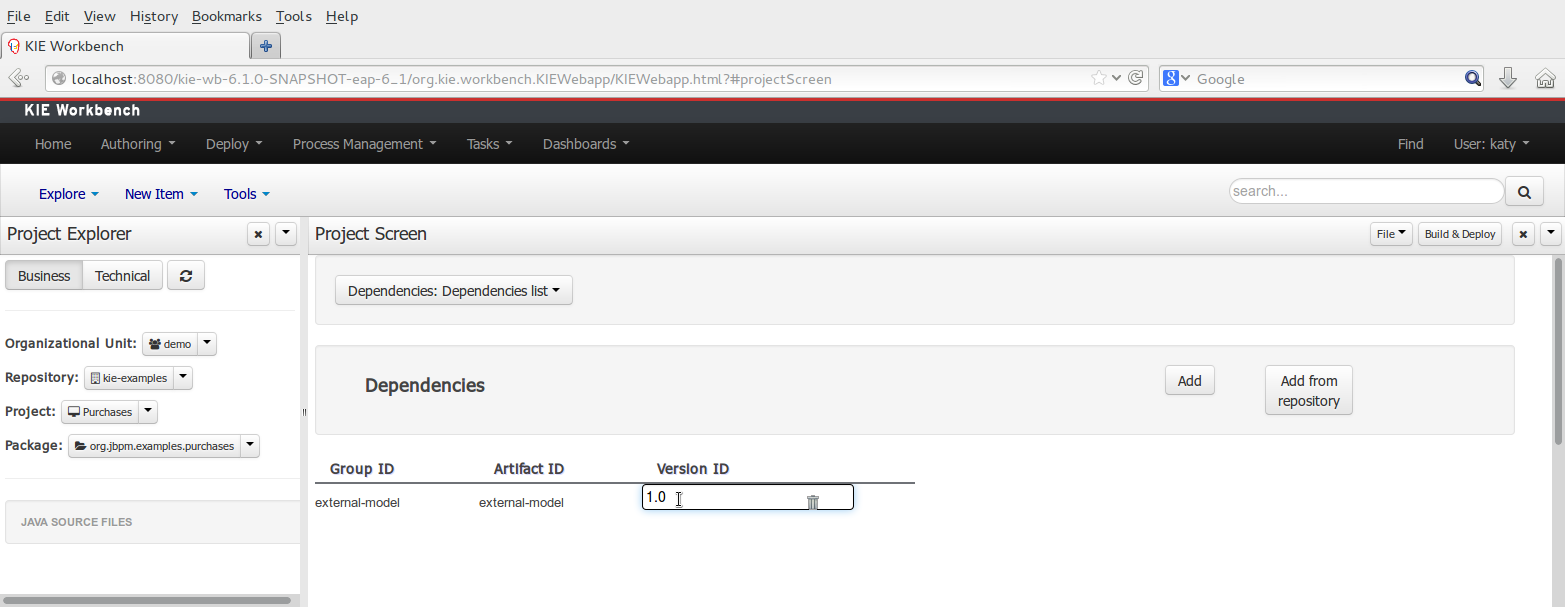 File Edit View History Bookmarks Tools Help
KIE Workbench
localhost:8080/kie-wb-6.1.0-SNAPSHOT-eap-6_1/org.kie.workbench.KIEWebapp/KIEWebapp.html?#projectScreen
8 Google
KIE Workbench
Home Authoring Deploy Process Management Tasks Dashboards Find User: katy
Explore New Item Tools search...
Project Explorer
Project Screen File Build & Deploy
Business Technical
Dependencies: Dependencies list
Organizational Unit: demo
Repository: kie-examples
Project: Purchases
Package: org.jbpm.examples.purchases
JAVA SOURCE FILES
Dependencies Add Add from
repository
Group ID Artifact ID Version ID
external-model external-model 1.0